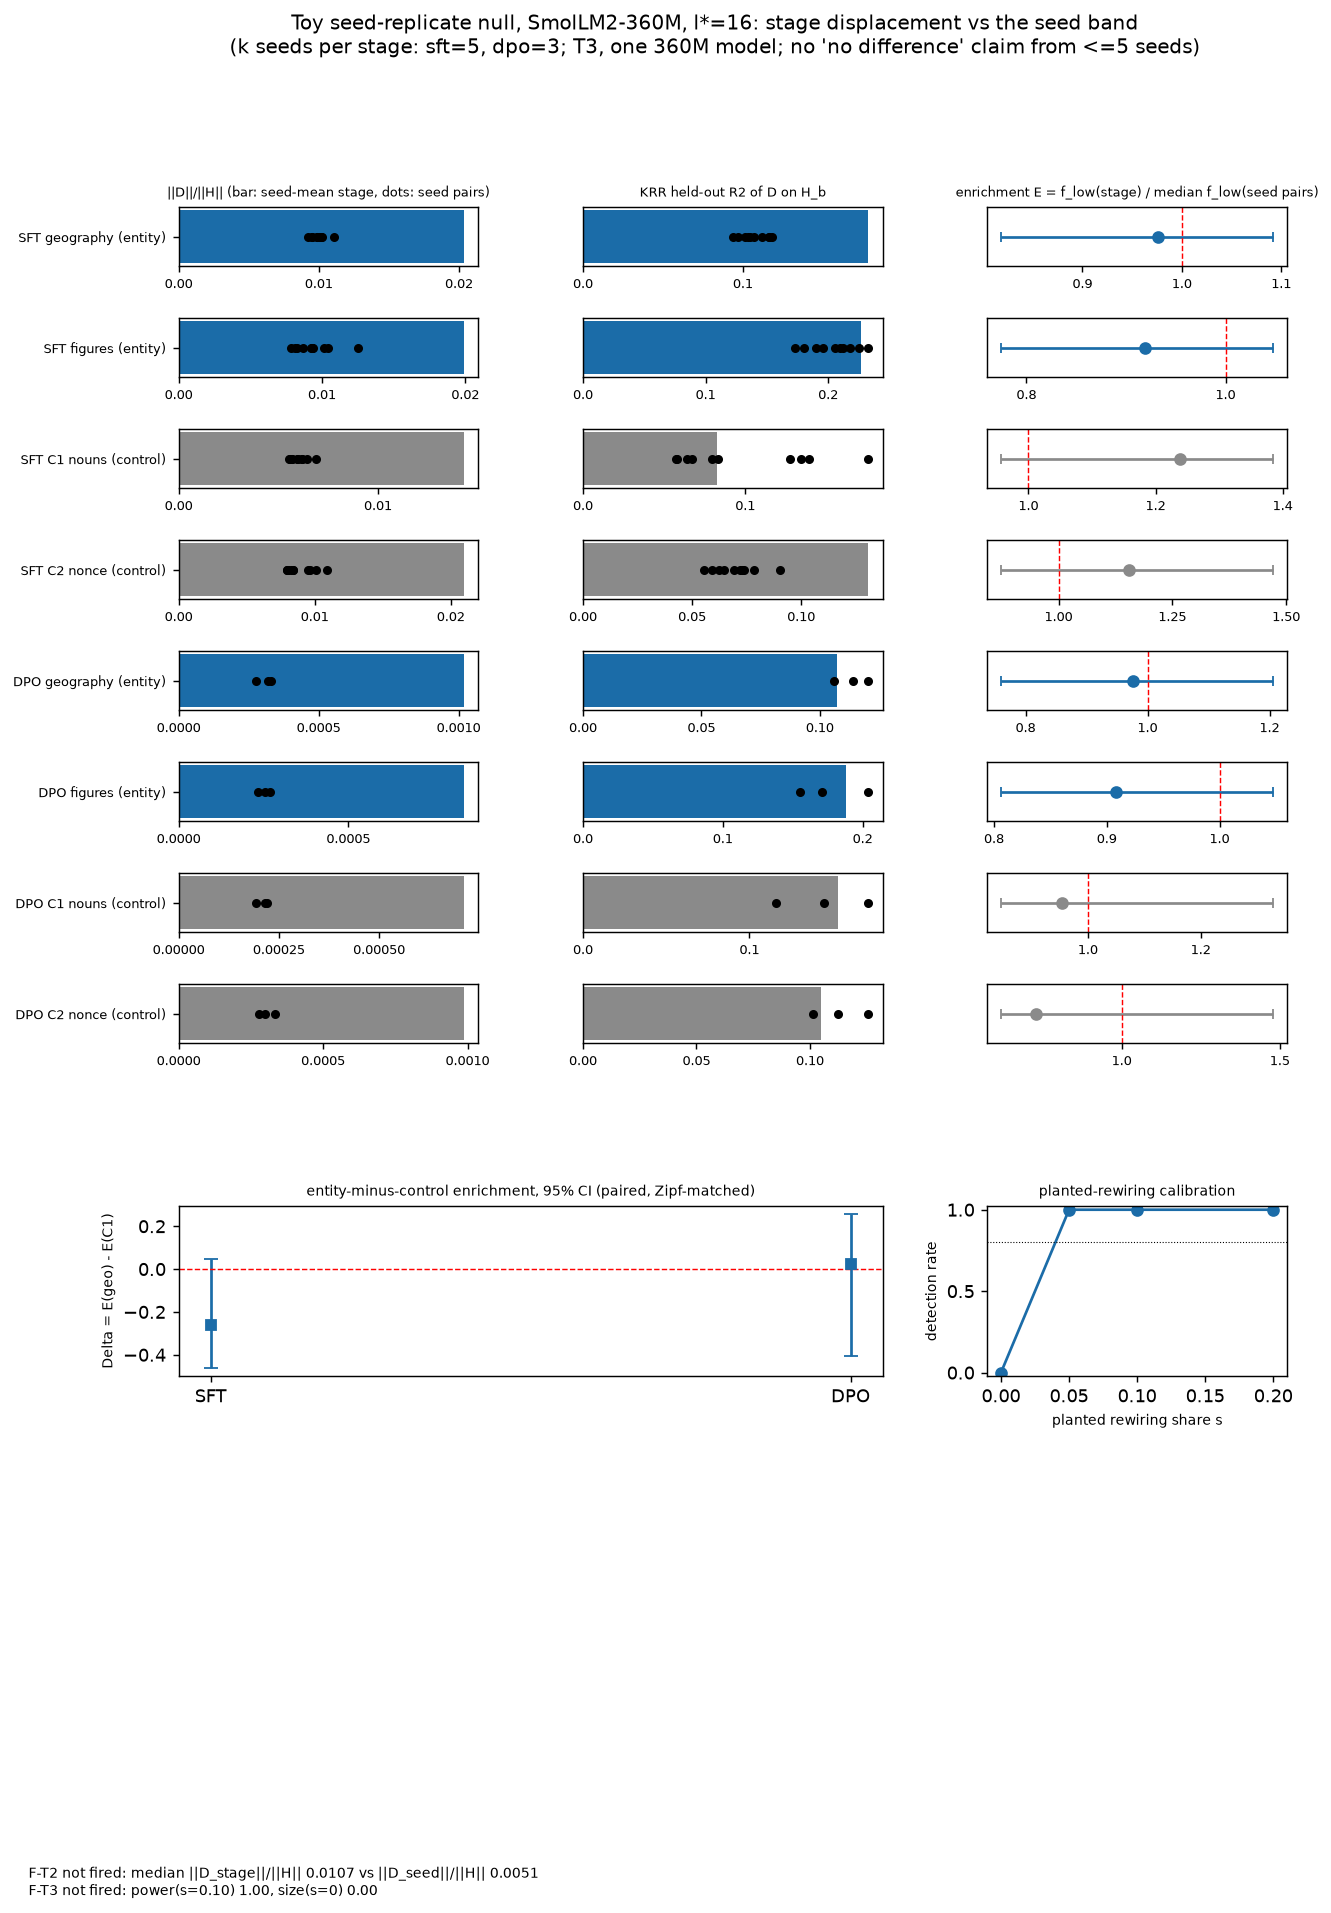 Toy seed-replicate null, SmolLM2-360M, l*=16: stage displacement vs the seed band
(k seeds per stage: sft=5, dpo=3; T3, one 360M model; no 'no difference' claim from <=5 seeds)
||D||/||H|| (bar: seed-mean stage, dots: seed pairs)
KRR held-out R2 of D on H_b
enrichment E = f_low(stage) / median f_low(seed pairs)
SFT geography (entity)
0.00 0.01 0.02
0.0 0.1
0.9 1.0 1.1
SFT figures (entity)
0.00 0.01 0.02
0.0 0.1 0.2
0.8 1.0
SFT C1 nouns (control)
0.00 0.01
0.0 0.1
1.0 1.2 1.4
SFT C2 nonce (control)
0.00 0.01 0.02
0.00 0.05 0.10
1.00 1.25 1.50
DPO geography (entity)
0.0000 0.0005 0.0010
0.00 0.05 0.10
0.8 1.0 1.2
DPO figures (entity)
0.0000 0.0005
0.0 0.1 0.2
0.8 0.9 1.0
DPO C1 nouns (control)
0.00000 0.00025 0.00050
0.0 0.1
1.0 1.2
DPO C2 nonce (control)
0.0000 0.0005 0.0010
0.00 0.05 0.10
1.0 1.5
entity-minus-control enrichment, 95% CI (paired, Zipf-matched)
Delta = E(geo) - E(C1)
0.2
0.0
−0.2
−0.4
SFT DPO
planted-rewiring calibration
detection rate
1.0
0.5
0.0
0.00 0.05 0.10 0.15 0.20
planted rewiring share s
F-T2 not fired: median ||D_stage||/||H|| 0.0107 vs ||D_seed||/||H|| 0.0051
F-T3 not fired: power(s=0.10) 1.00, size(s=0) 0.00